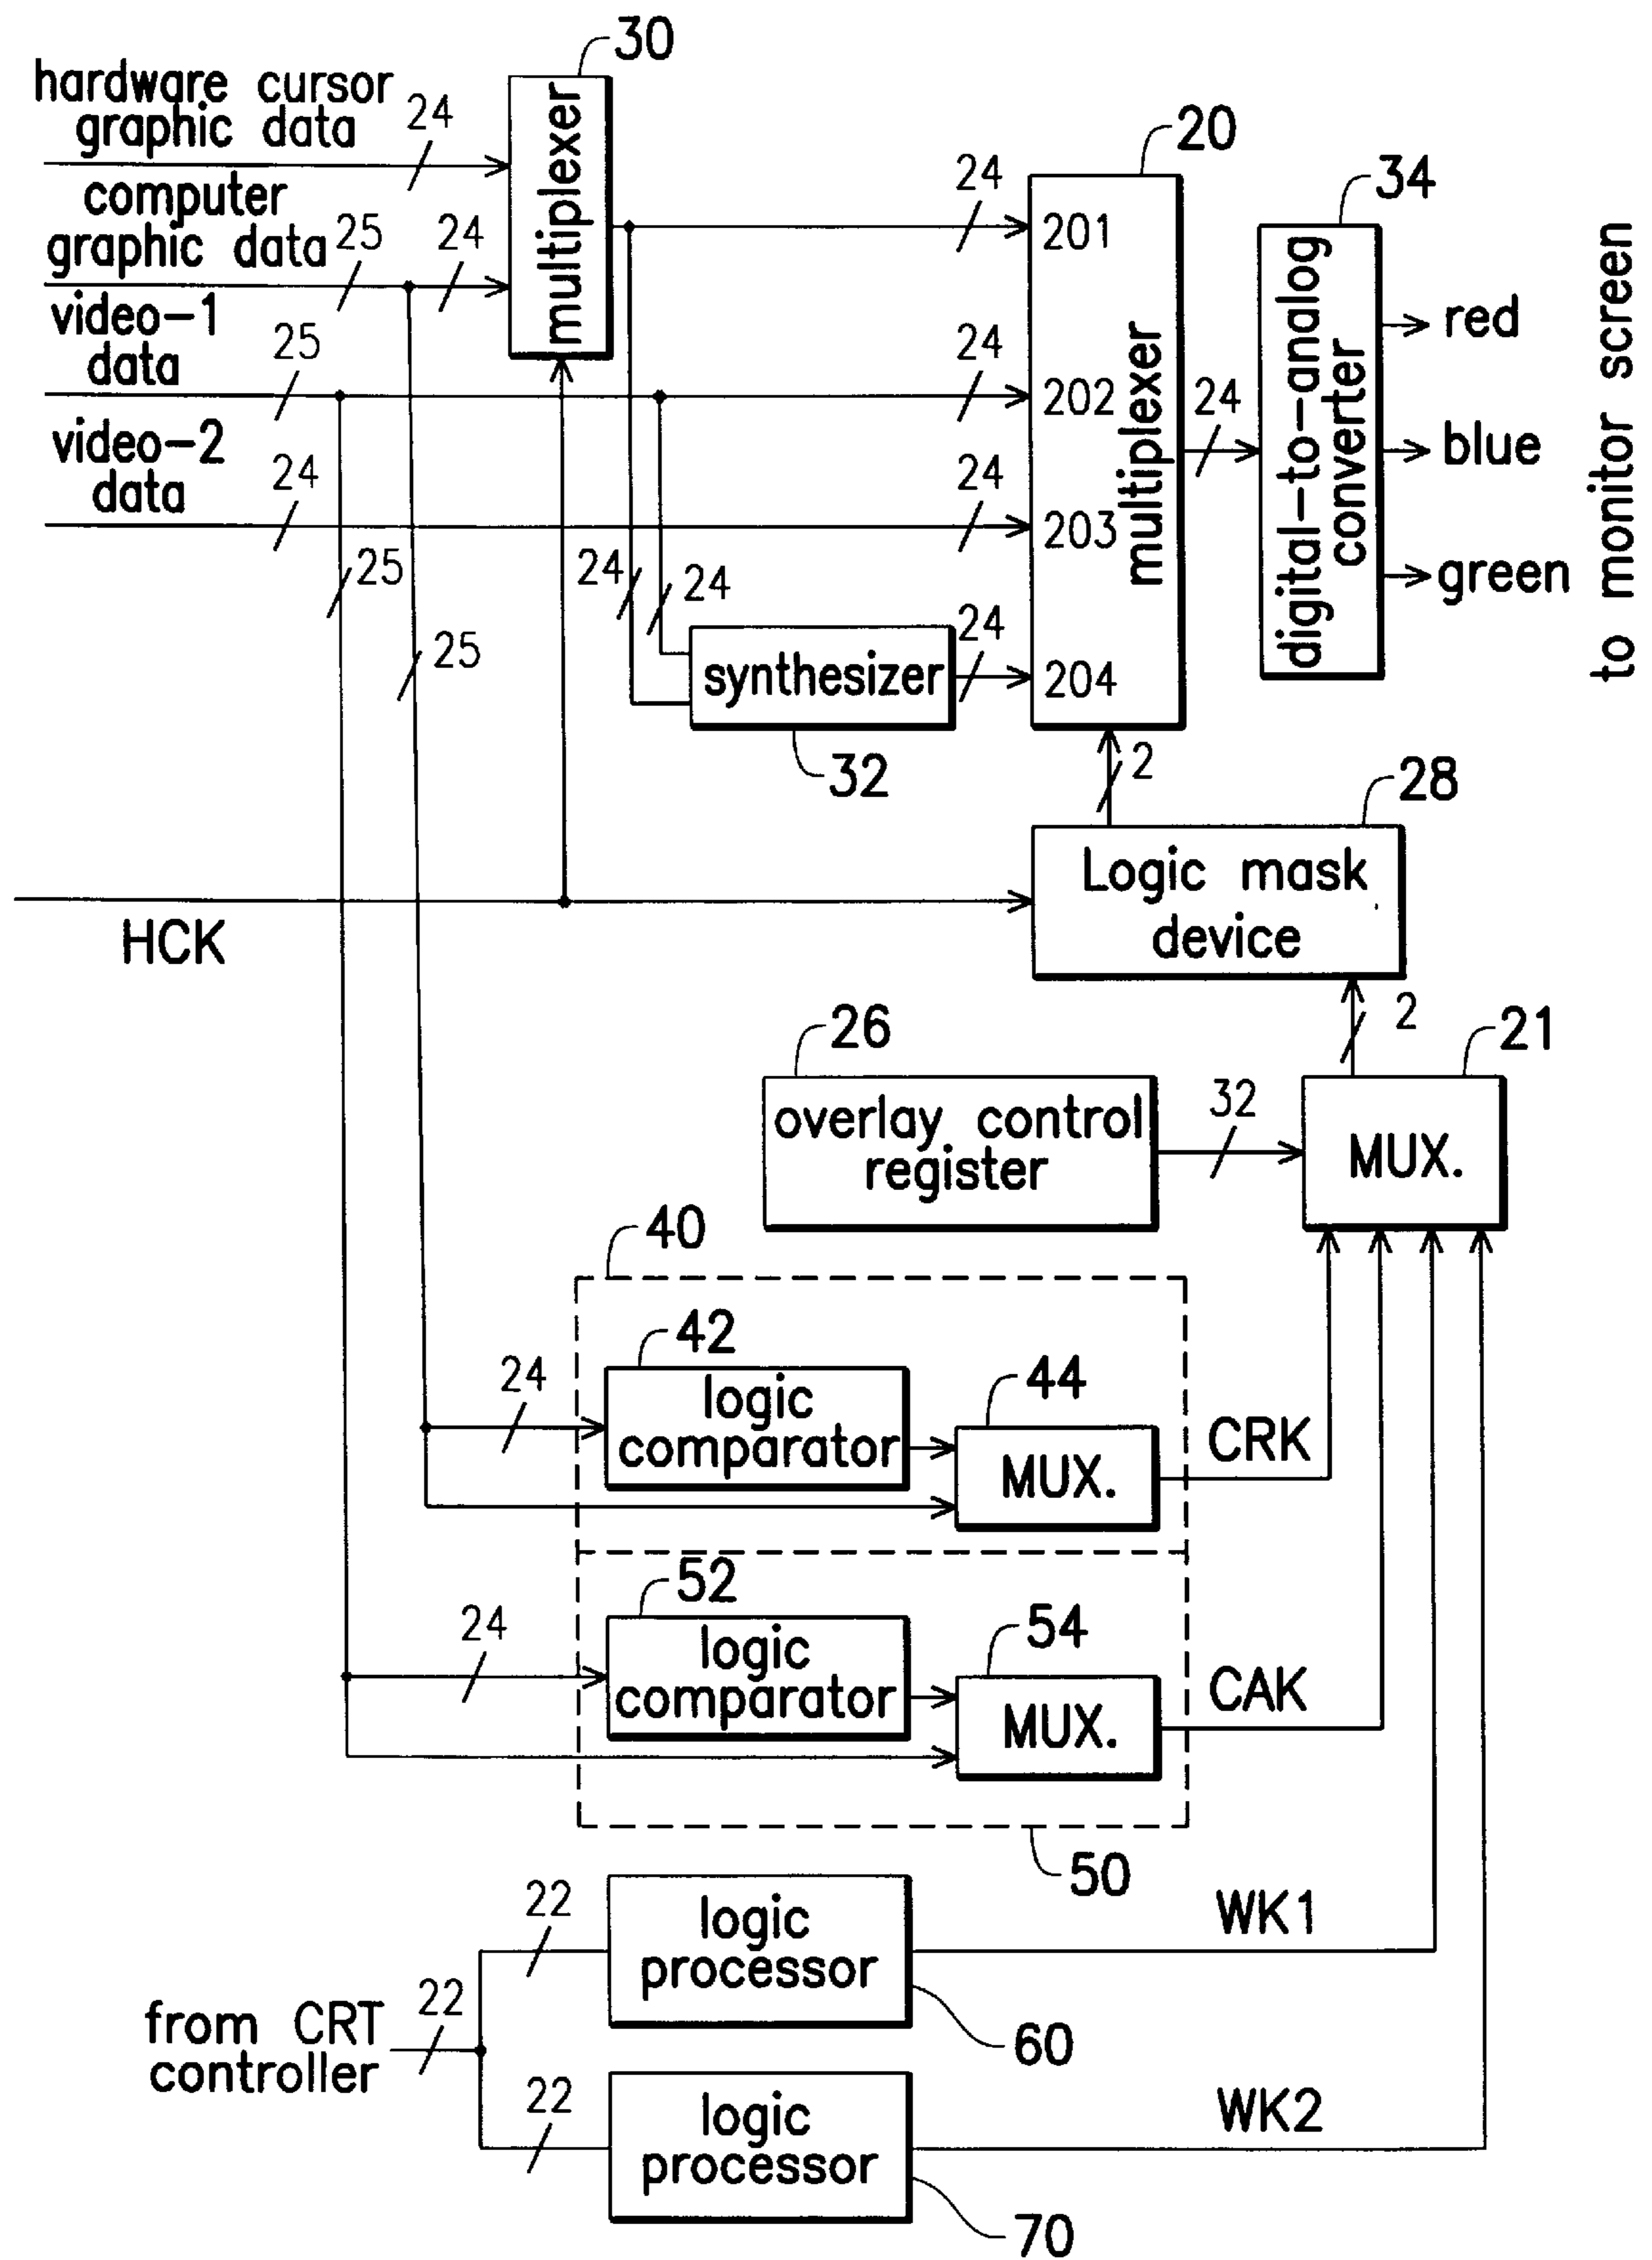 30
hardware cursor
graphic data
24
multiplexer
20
computer
graphic data
25
24
24
201
34
video-1
data
25
24
202
multiplexer
24
digital-to-analog
converter
red
blue
green
to monitor screen
video-2
data
24
24
203
25
24
24
25
synthesizer
24
204
32
2
28
Logic mask
device
HCK
2
26
21
overlay control
register
32
MUX.
40
42
24
logic
comparator
44
MUX.
CRK
52
24
logic
comparator
54
MUX.
CAK
50
22
logic
processor
WK1
60
from CRT
controller
22
22
logic
processor
WK2
70